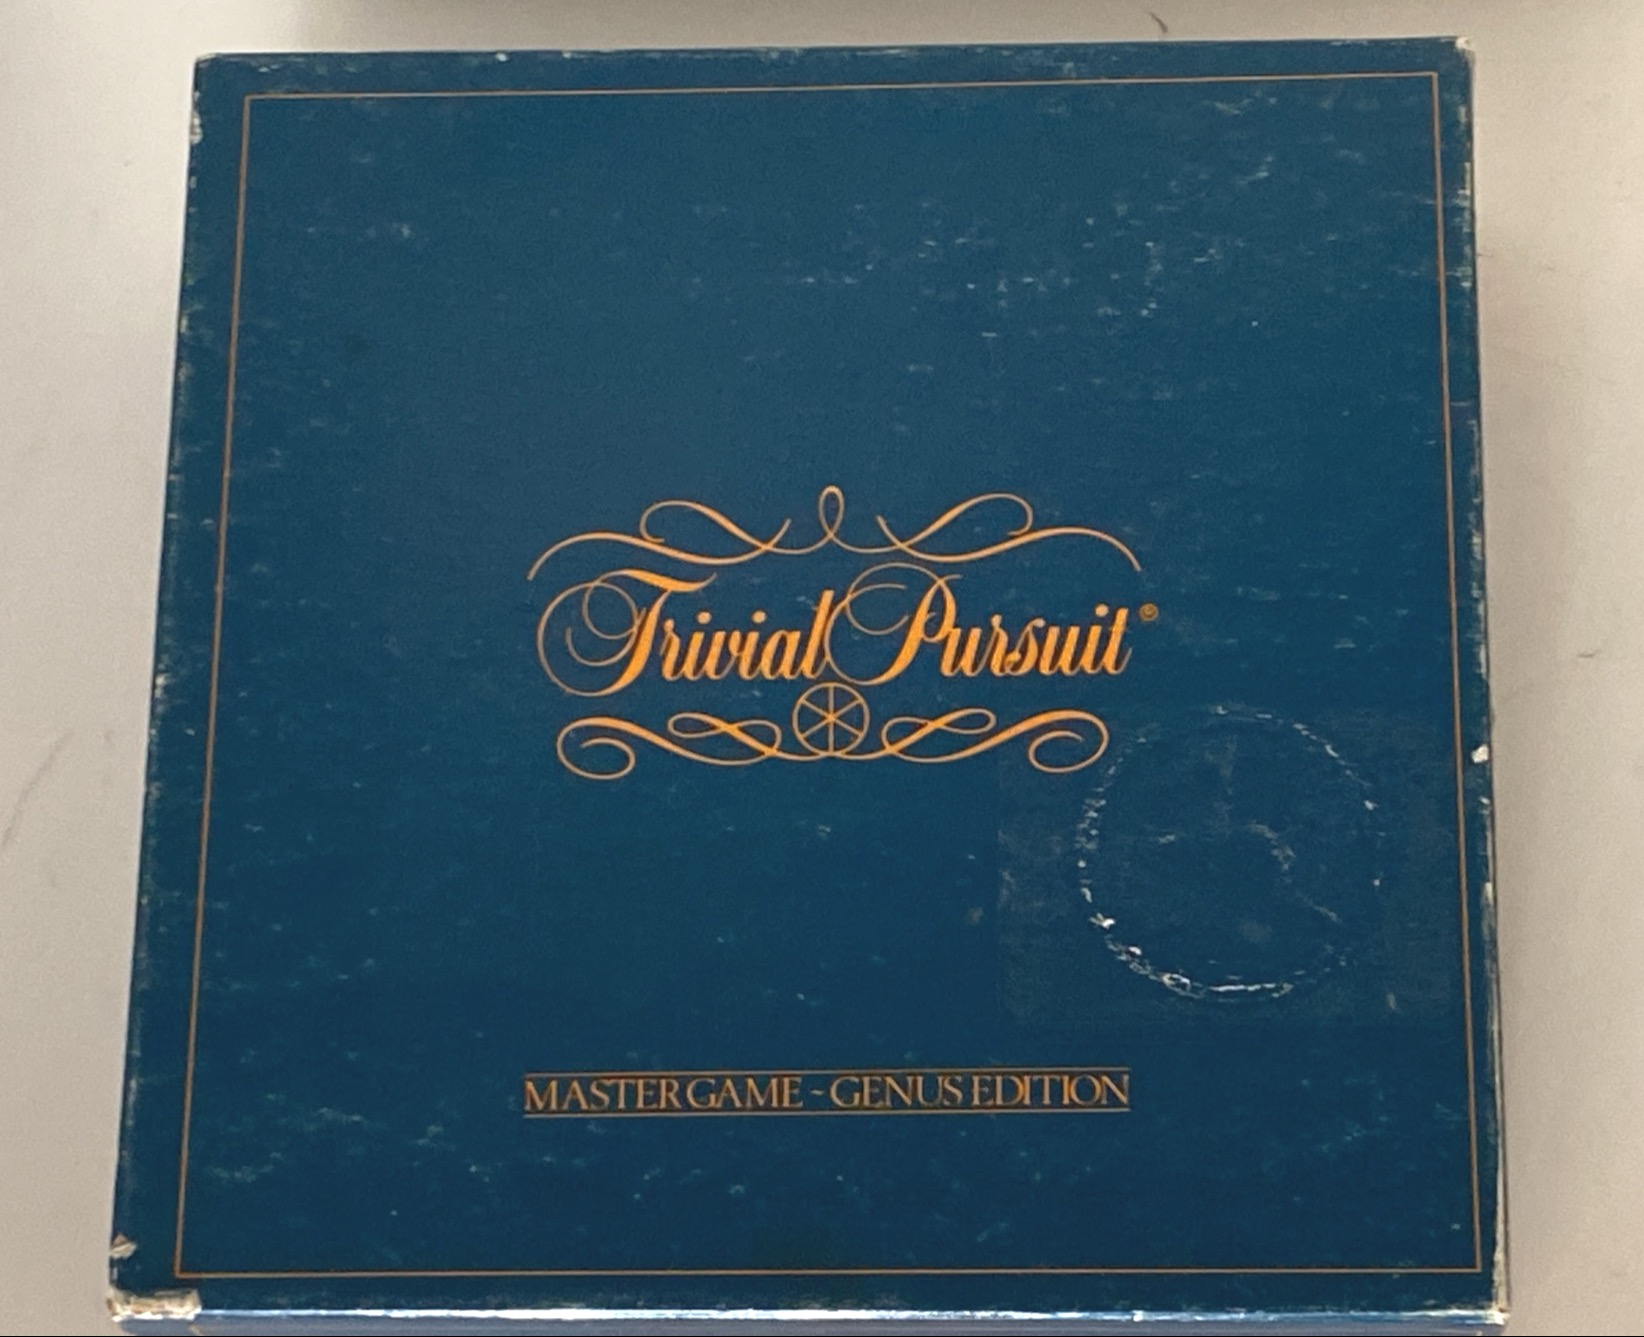 Trivial Pursuit©
MASTER GAME ~ GENUS EDITION